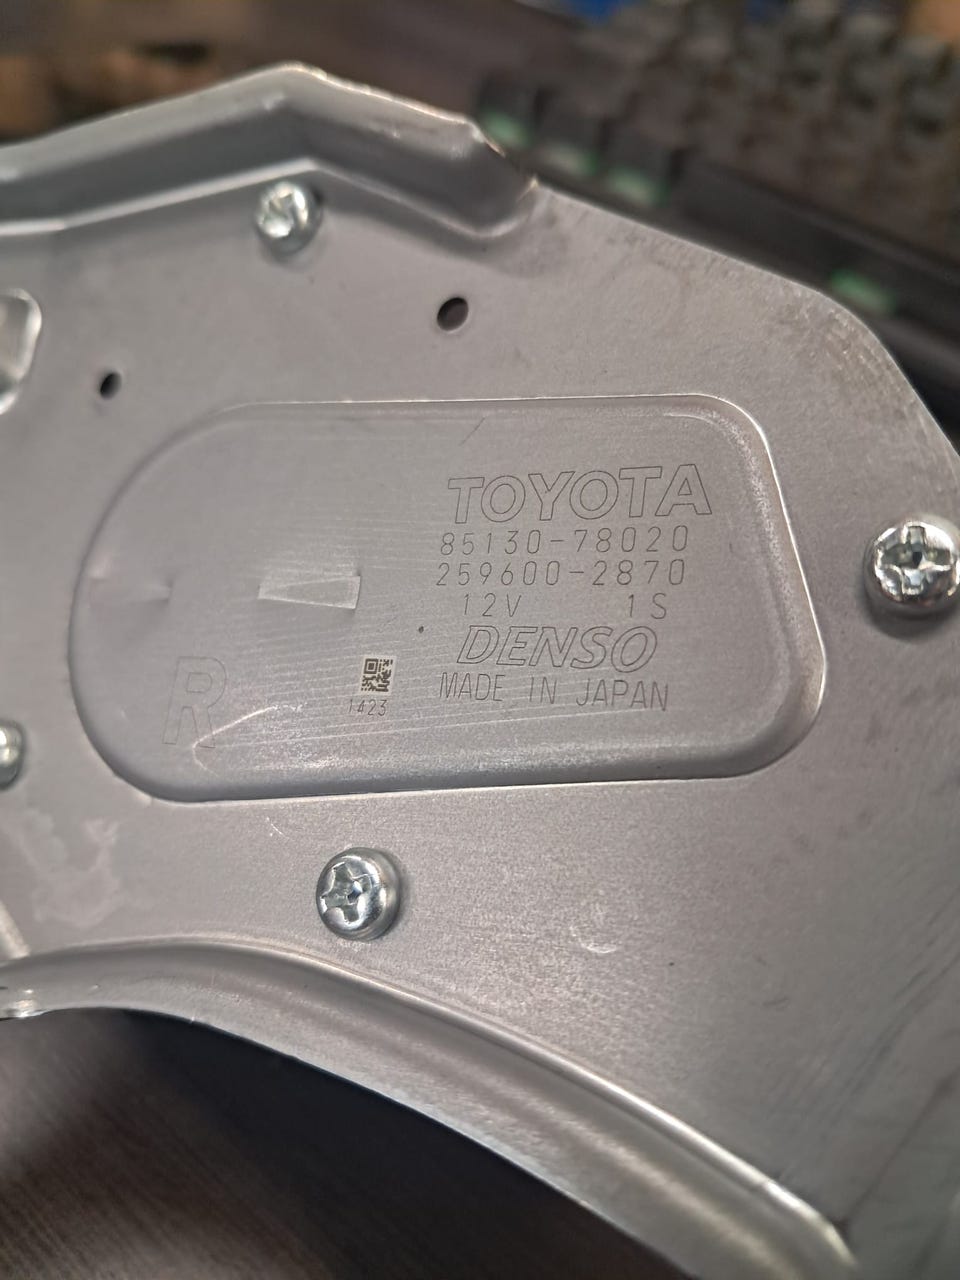 TOYOTA
85130-78020
259600-2870
12V 1S
DENSO
MADE IN JAPAN
R
1423